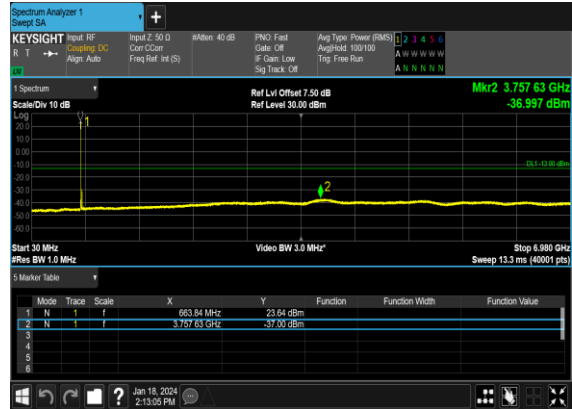 Spectrum Analyzer 1
Swept SA
+
KEYSIGHT Input: RF Input Z: 50 Ω #Atten: 40 dB PNO: Fast Avg Type: Power (RMS) 1 2 3 4 5 6
R T Coupling: DC Corr CCorr Gate: Off Avg|Hold: 100/100 A W W W W W
Align: Auto Freq Ref: Int (S) IF Gain: Low Trig: Free Run
Sig Track: Off A N N N N N
1 Spectrum Ref Lvl Offset 7.50 dB Mkr2 3.757 63 GHz
Scale/Div 10 dB Ref Level 30.00 dBm -36.997 dBm
Log
1
20.0
10.0
0.00
-10.0
DL1 -13.00 dBm
-20.0
-30.0
2
-40.0
-50.0
-60.0
Start 30 MHz Video BW 3.0 MHz* Stop 6.980 GHz
#Res BW 1.0 MHz Sweep 13.3 ms (40001 pts)
5 Marker Table
Mode Trace Scale X Y Function Function Width Function Value
1 N 1 f 663.84 MHz 23.64 dBm
2 N 1 f 3.757 63 GHz -37.00 dBm
3
4
5
6
? Jan 18, 2024
2:13:05 PM